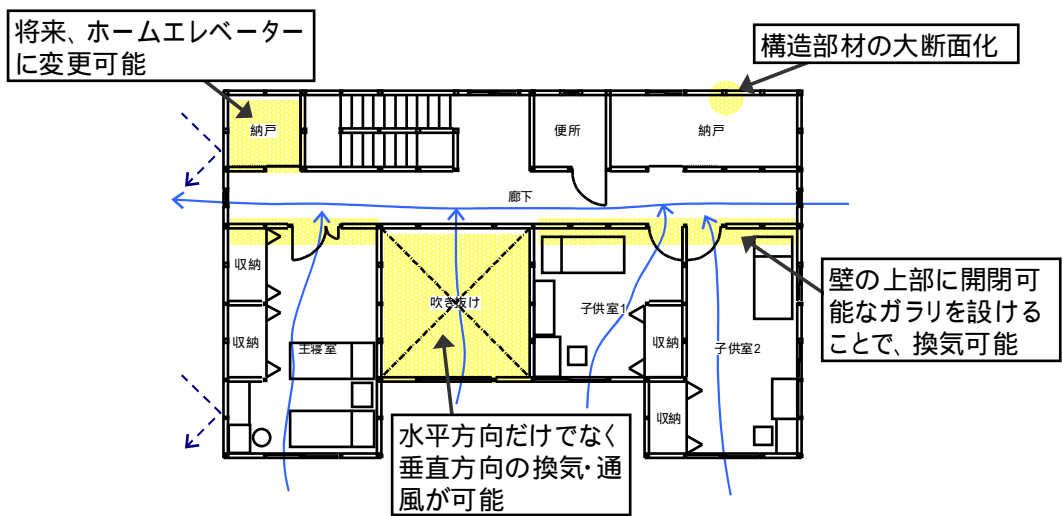 将来、ホームエレベーター
に変更可能
構造部材の大断面化
納戸
便所
納戸
廊下
収納
吹き抜け
子供室1
収納
主寝室
収納
子供室2
収納
壁の上部に開閉可
能なガラリを設ける
ことで、換気可能
水平方向だけでなく
垂直方向の換気・通
風が可能